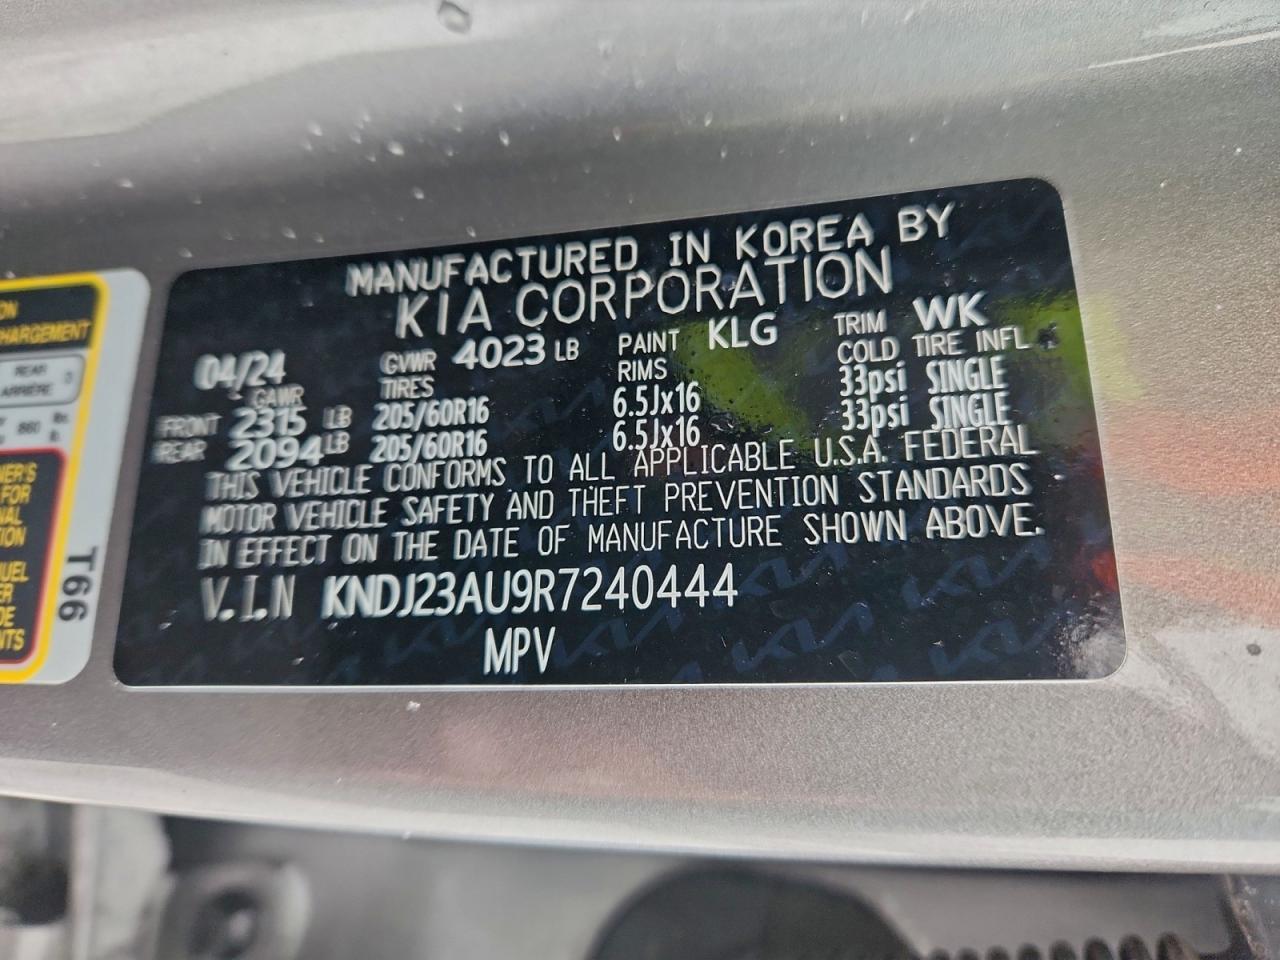 MANUFACTURED IN KOREA BY
KIA CORPORATION
04/24 GVWR 4023 LB PAINT KLG TRIM WK
GAWR TIRES RIMS COLD TIRE INFL
FRONT 2315 LB 205/60R16 6.5Jx16 33psi SINGLE
REAR 2094 LB 205/60R16 6.5Jx16 33psi SINGLE
THIS VEHICLE CONFORMS TO ALL APPLICABLE U.S.A. FEDERAL
MOTOR VEHICLE SAFETY AND THEFT PREVENTION STANDARDS
IN EFFECT ON THE DATE OF MANUFACTURE SHOWN ABOVE.
V.I.N KNDJ23AU9R7240444
MPV
REAR
ARRIÈRE
T66